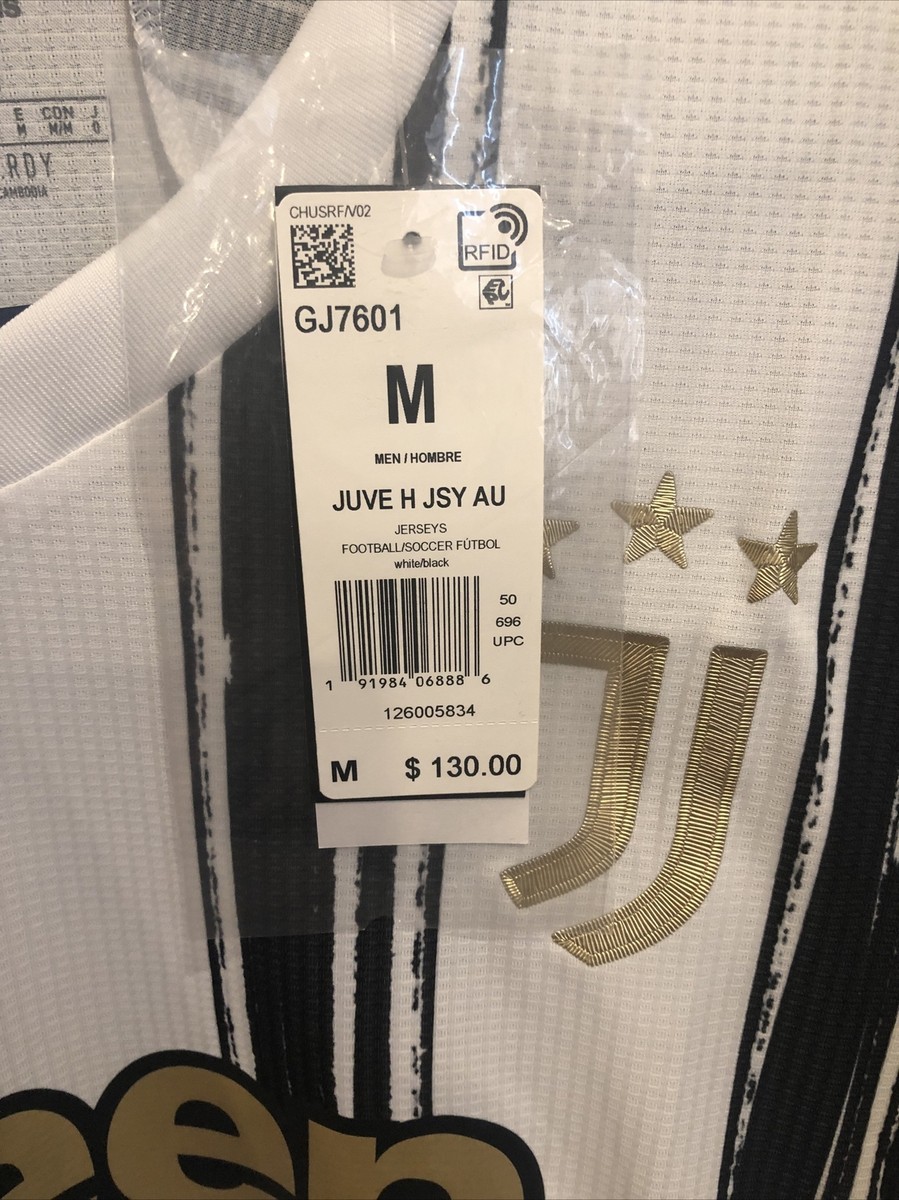 E CON J
M M/M O
.RDY
CAMBODIA
CHUSRF/V02
RFID
GJ7601
M
MEN / HOMBRE
JUVE H JSY AU
JERSEYS
FOOTBALL/SOCCER FÚTBOL
white/black
50
696
UPC
1 91984 06888 6
126005834
M $ 130.00
een